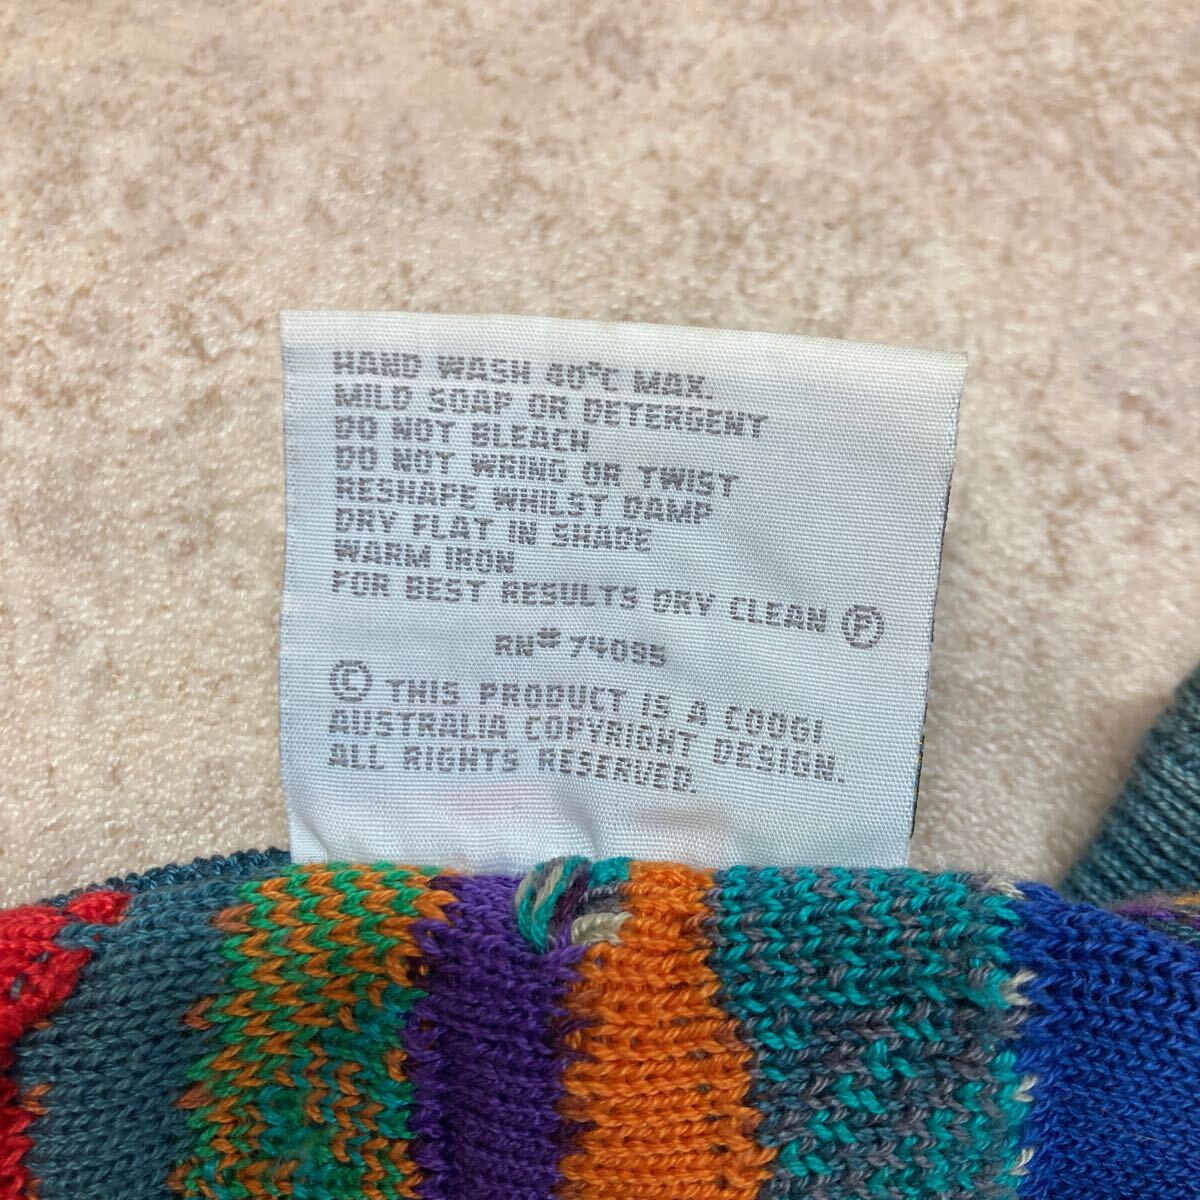 HAND WASH 40°C MAX.
MILD SOAP OR DETERGENT
DO NOT BLEACH
DO NOT WRING OR TWIST
RESHAPE WHILST DAMP
DRY FLAT IN SHADE
WARM IRON
FOR BEST RESULTS DRY CLEAN Ⓟ
RN# 74095
© THIS PRODUCT IS A COOGI
AUSTRALIA COPYRIGHT DESIGN.
ALL RIGHTS RESERVED.